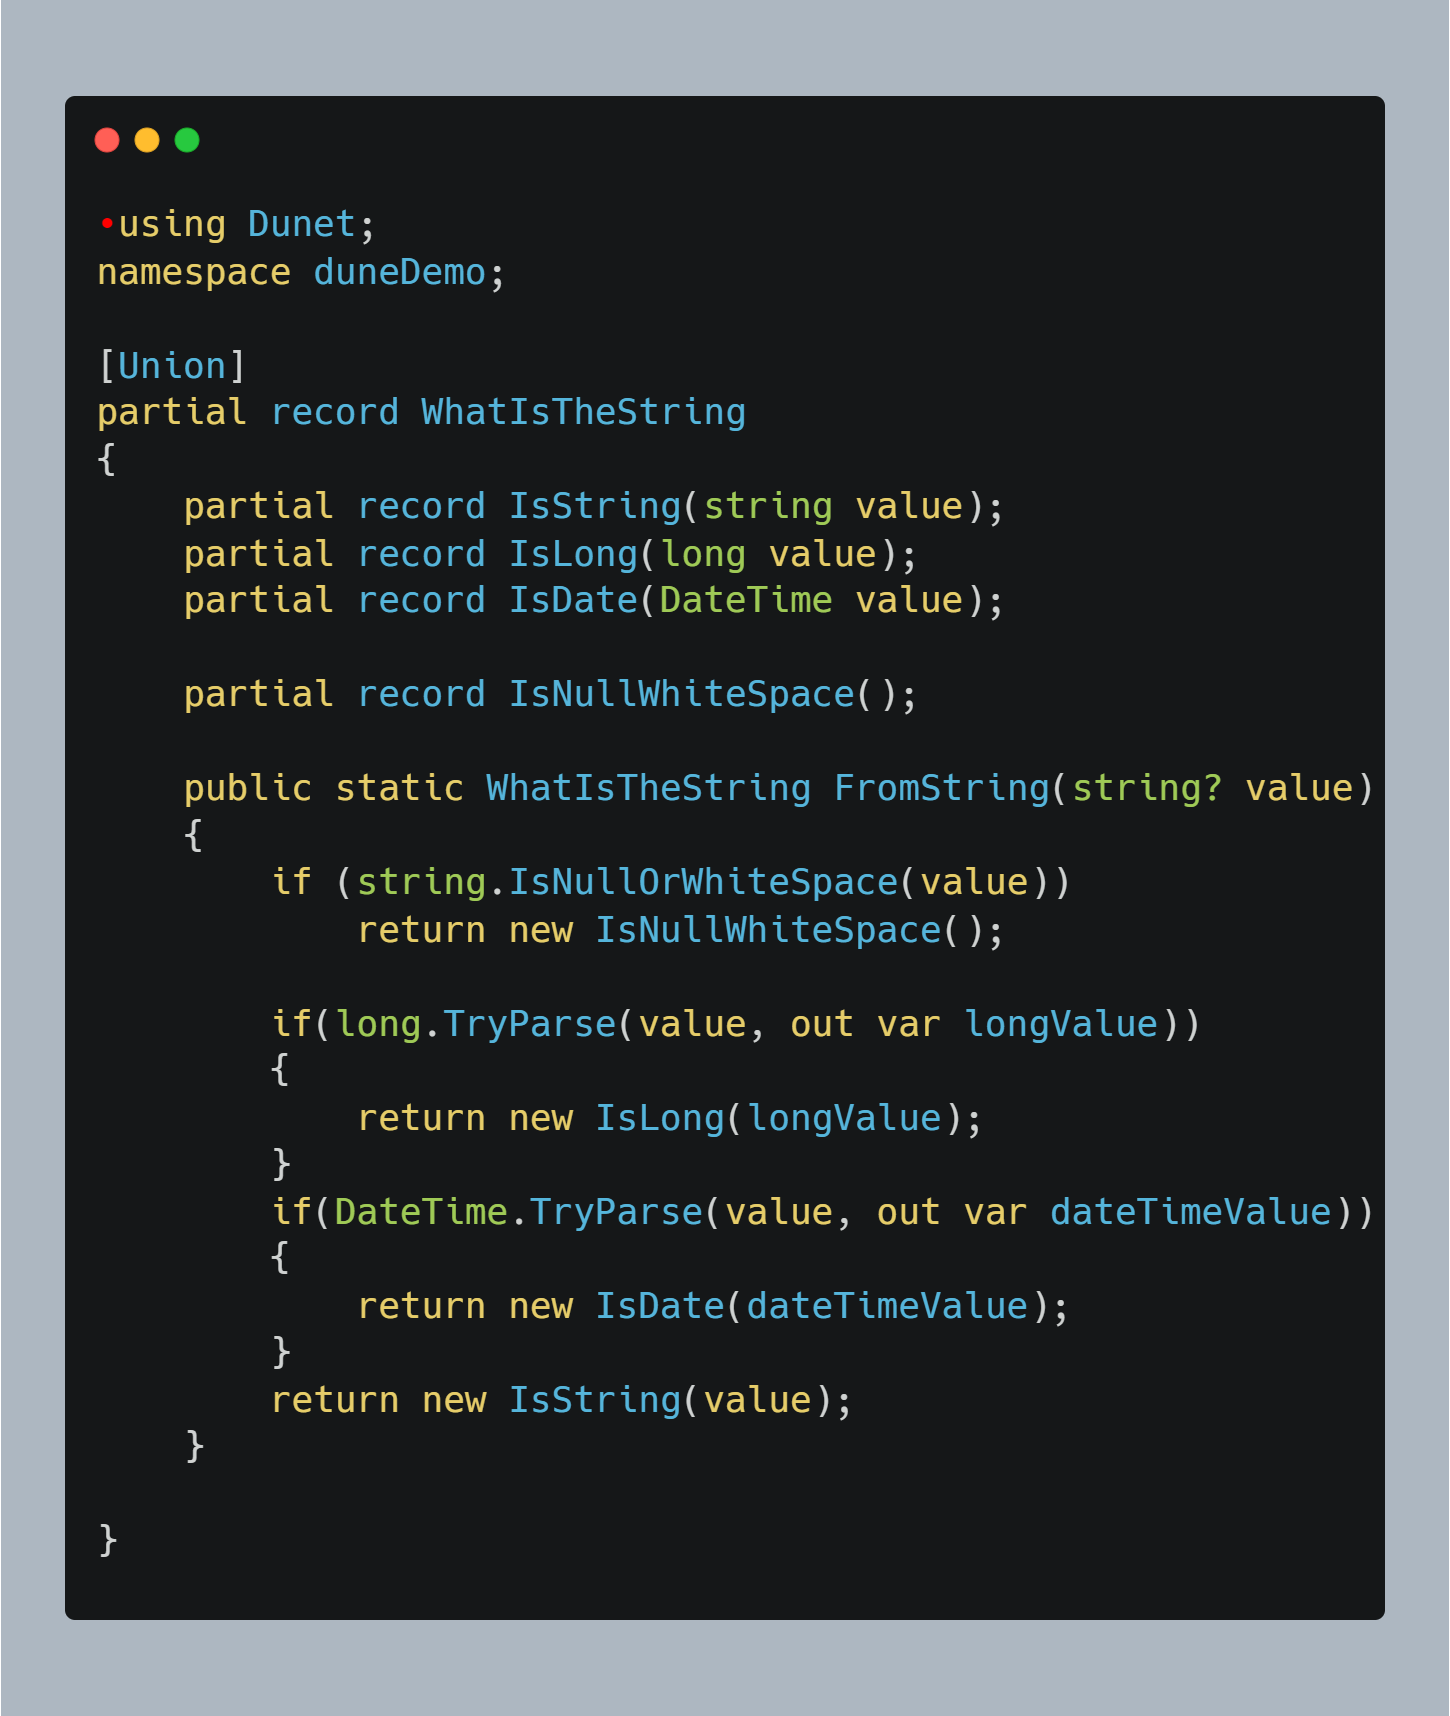 •using Dunet;
namespace duneDemo;

[Union]
partial record WhatIsTheString
{
    partial record IsString(string value);
    partial record IsLong(long value);
    partial record IsDate(DateTime value);

    partial record IsNullWhiteSpace();

    public static WhatIsTheString FromString(string? value)
    {
        if (string.IsNullOrWhiteSpace(value))
            return new IsNullWhiteSpace();

        if(long.TryParse(value, out var longValue))
        {
            return new IsLong(longValue);
        }
        if(DateTime.TryParse(value, out var dateTimeValue))
        {
            return new IsDate(dateTimeValue);
        }
        return new IsString(value);
    }

}